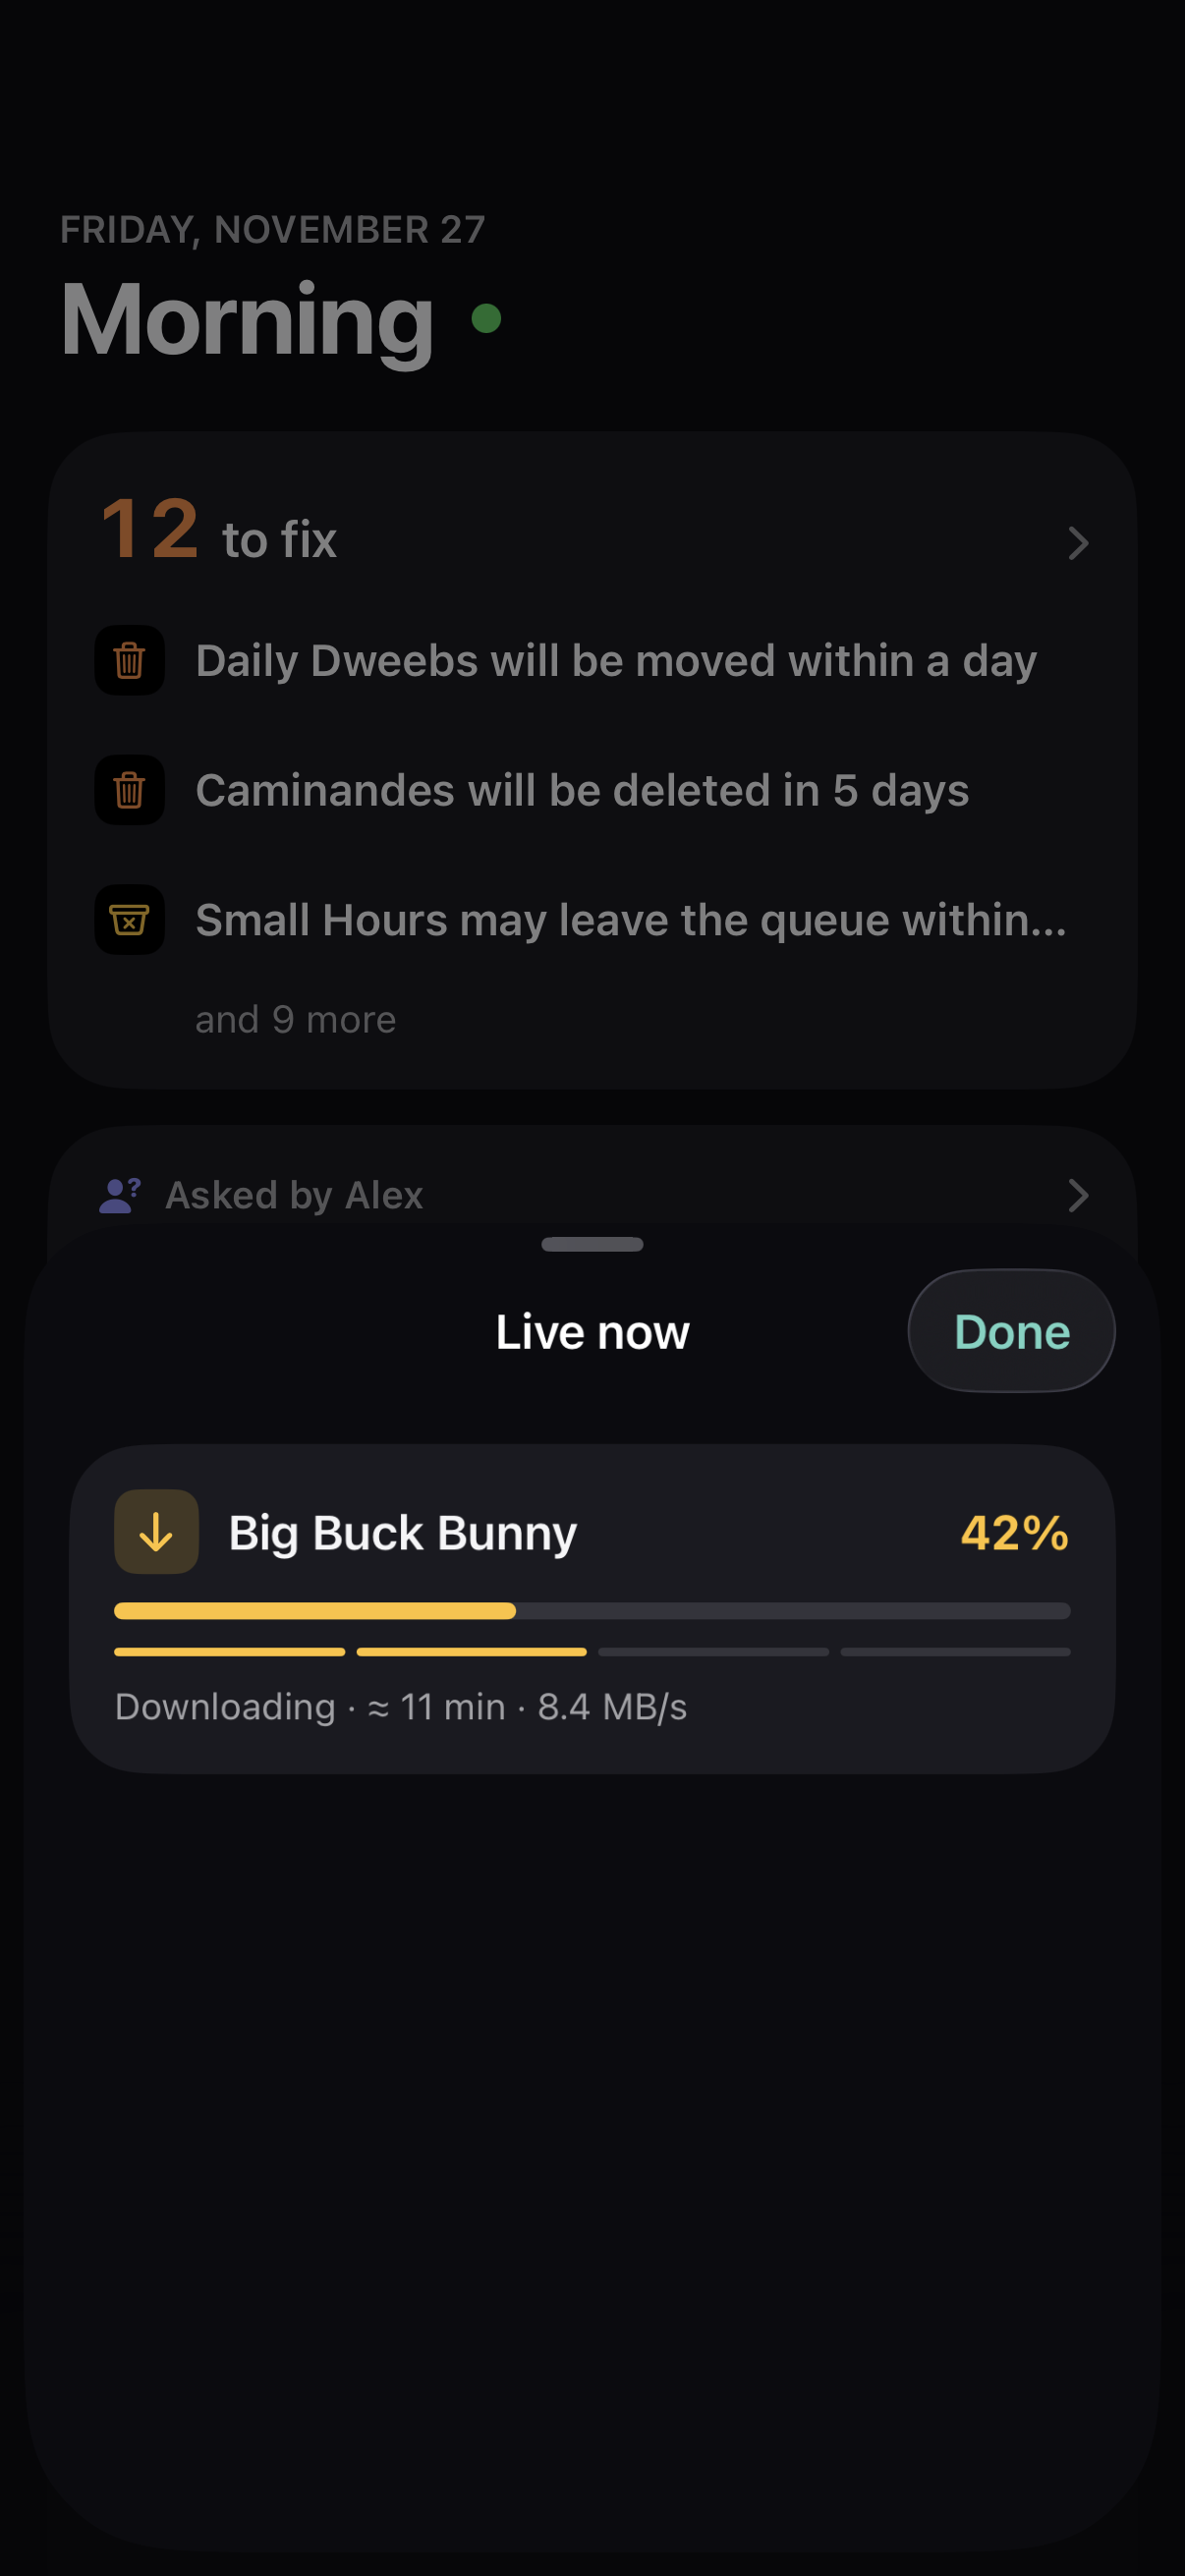 FRIDAY, NOVEMBER 27
Morning
12 to fix
Daily Dweebs will be moved within a day
Caminandes will be deleted in 5 days
Small Hours may leave the queue within...
and 9 more
Asked by Alex
Live now
Done
Big Buck Bunny
42%
Downloading · ≈ 11 min · 8.4 MB/s